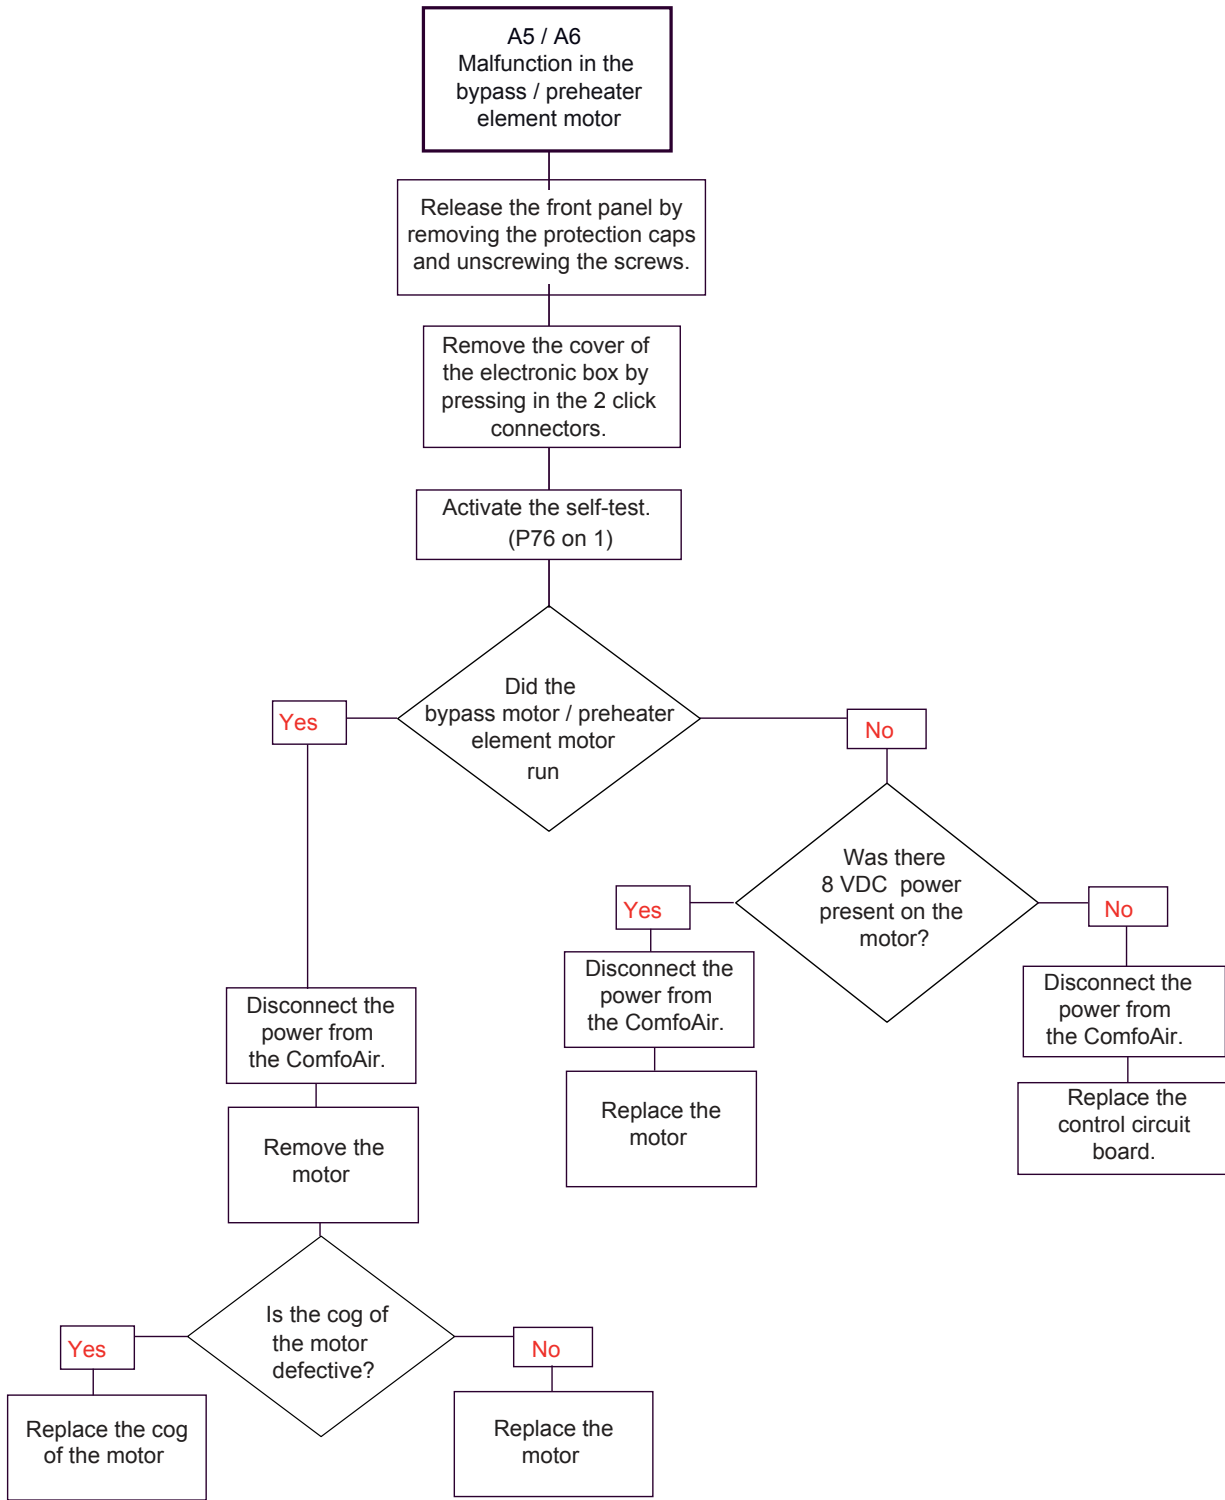 A5 / A6
Malfunction in the
bypass / preheater
element motor
Release the front panel by
removing the protection caps
and unscrewing the screws.
Remove the cover of
the electronic box by
pressing in the 2 click
connectors.
Activate the self-test.
(P76 on 1)
Did the
bypass motor / preheater
element motor
run
Yes
No
Was there
8 VDC power
present on the
motor?
Yes
No
Disconnect the
power from
the ComfoAir.
Disconnect the
power from
the ComfoAir.
Disconnect the
power from
the ComfoAir.
Replace the
motor
Replace the
control circuit
board.
Remove the
motor
Is the cog of
the motor
defective?
Yes
No
Replace the cog
of the motor
Replace the
motor